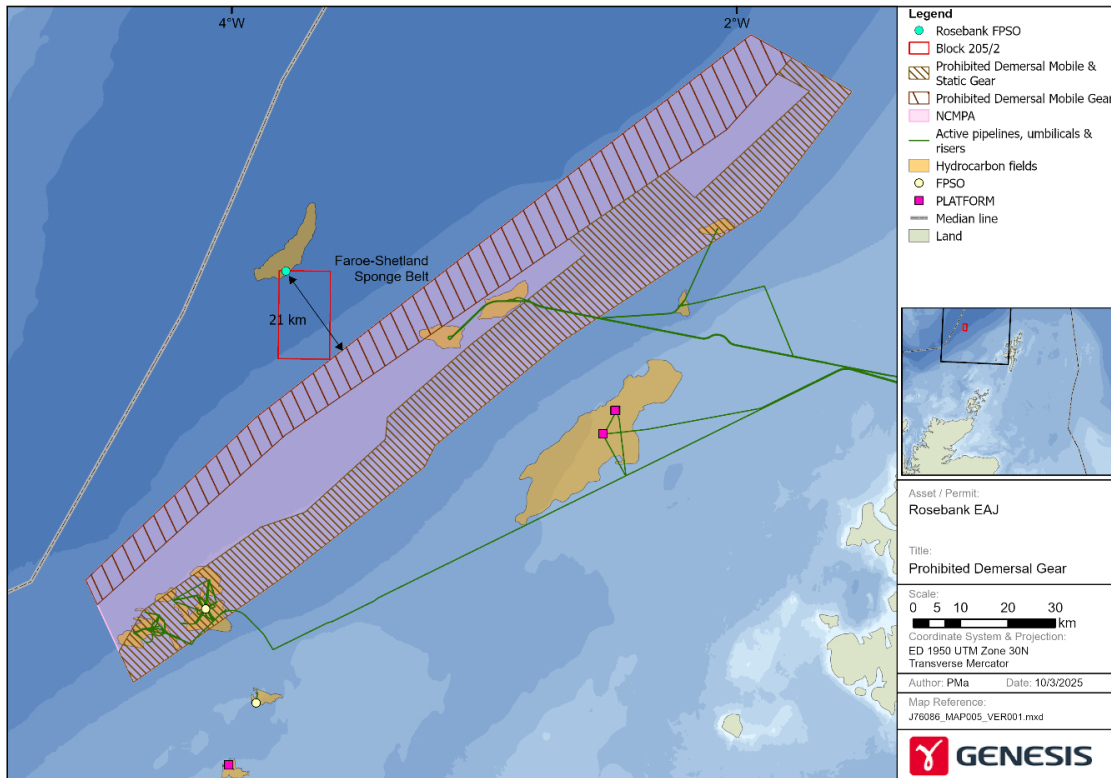 4°W
2°W
Faroe-Shetland
Sponge Belt
21 km
Legend
Rosebank FPSO
Block 205/2
Prohibited Demersal Mobile &
Static Gear
Prohibited Demersal Mobile Gear
NCMPA
Active pipelines, umbilicals &
risers
Hydrocarbon fields
FPSO
PLATFORM
Median line
Land
Asset / Permit:
Rosebank EAJ
Title:
Prohibited Demersal Gear
Scale:
0 5 10 20 30
km
Coordinate System & Projection:
ED 1950 UTM Zone 30N
Transverse Mercator
Author: PMa Date: 10/3/2025
Map Reference:
J76086_MAP005_VER001.mxd
GENESIS